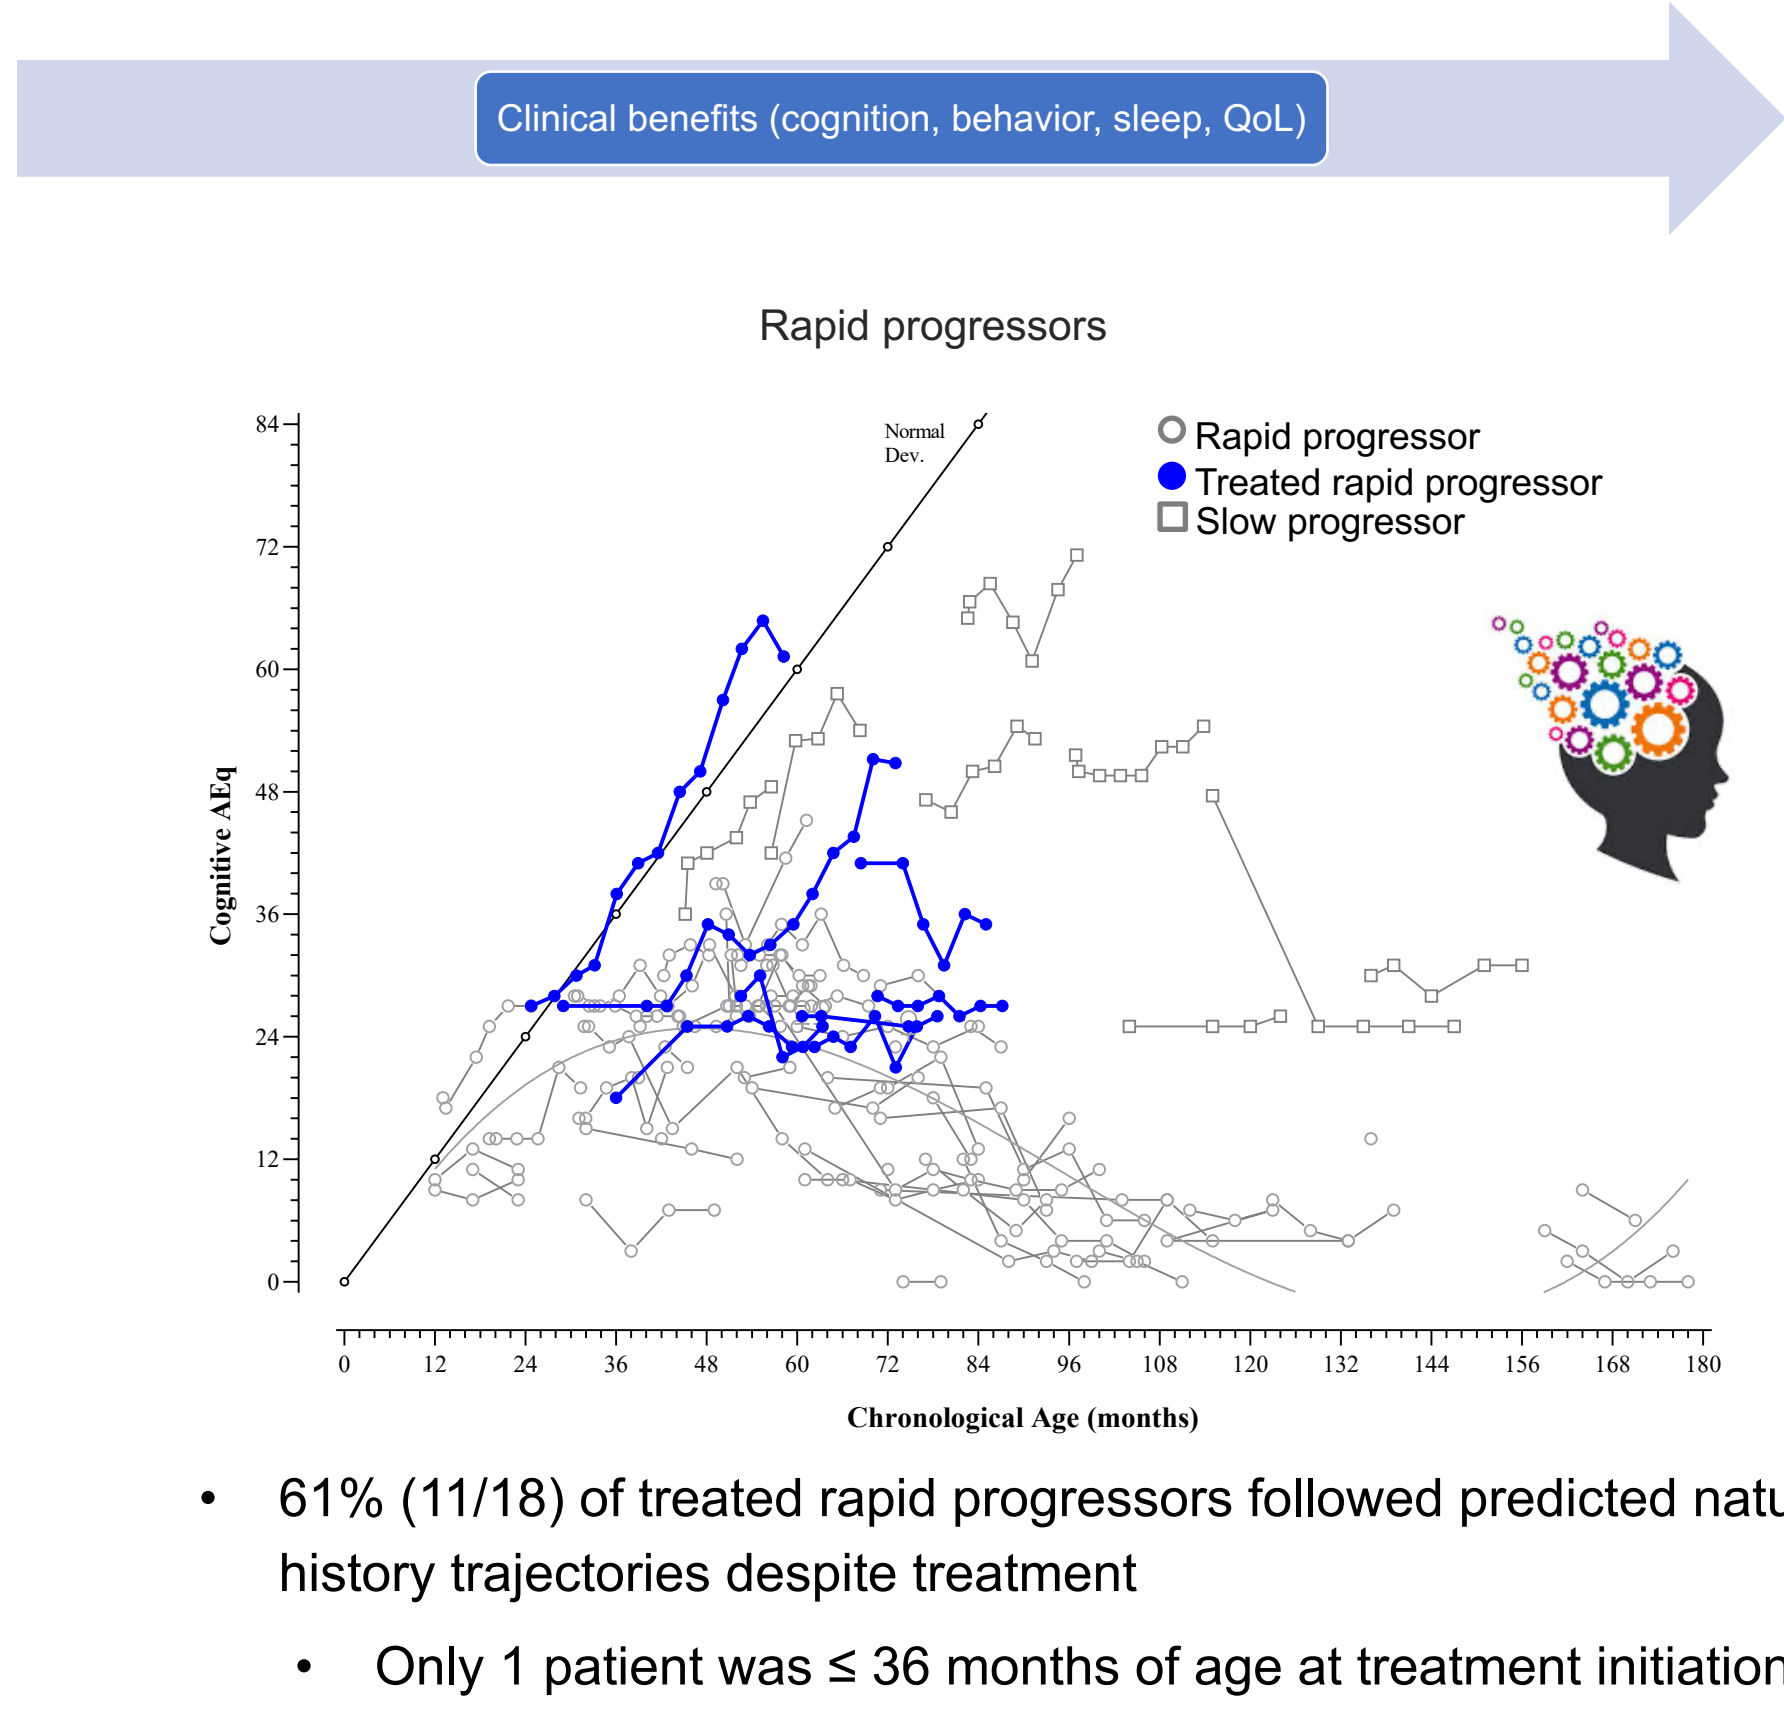 Clinical benefits (cognition, behavior, sleep, QoL)
Rapid progressors
Normal
Dev.
Rapid progressor
Treated rapid progressor
Slow progressor
84
72
60
48
36
24
12
0
Cognitive AEq
0 12 24 36 48 60 72 84 96 108 120 132 144 156 168 180
Chronological Age (months)
• 61% (11/18) of treated rapid progressors followed predicted natu
history trajectories despite treatment
• Only 1 patient was ≤ 36 months of age at treatment initiation